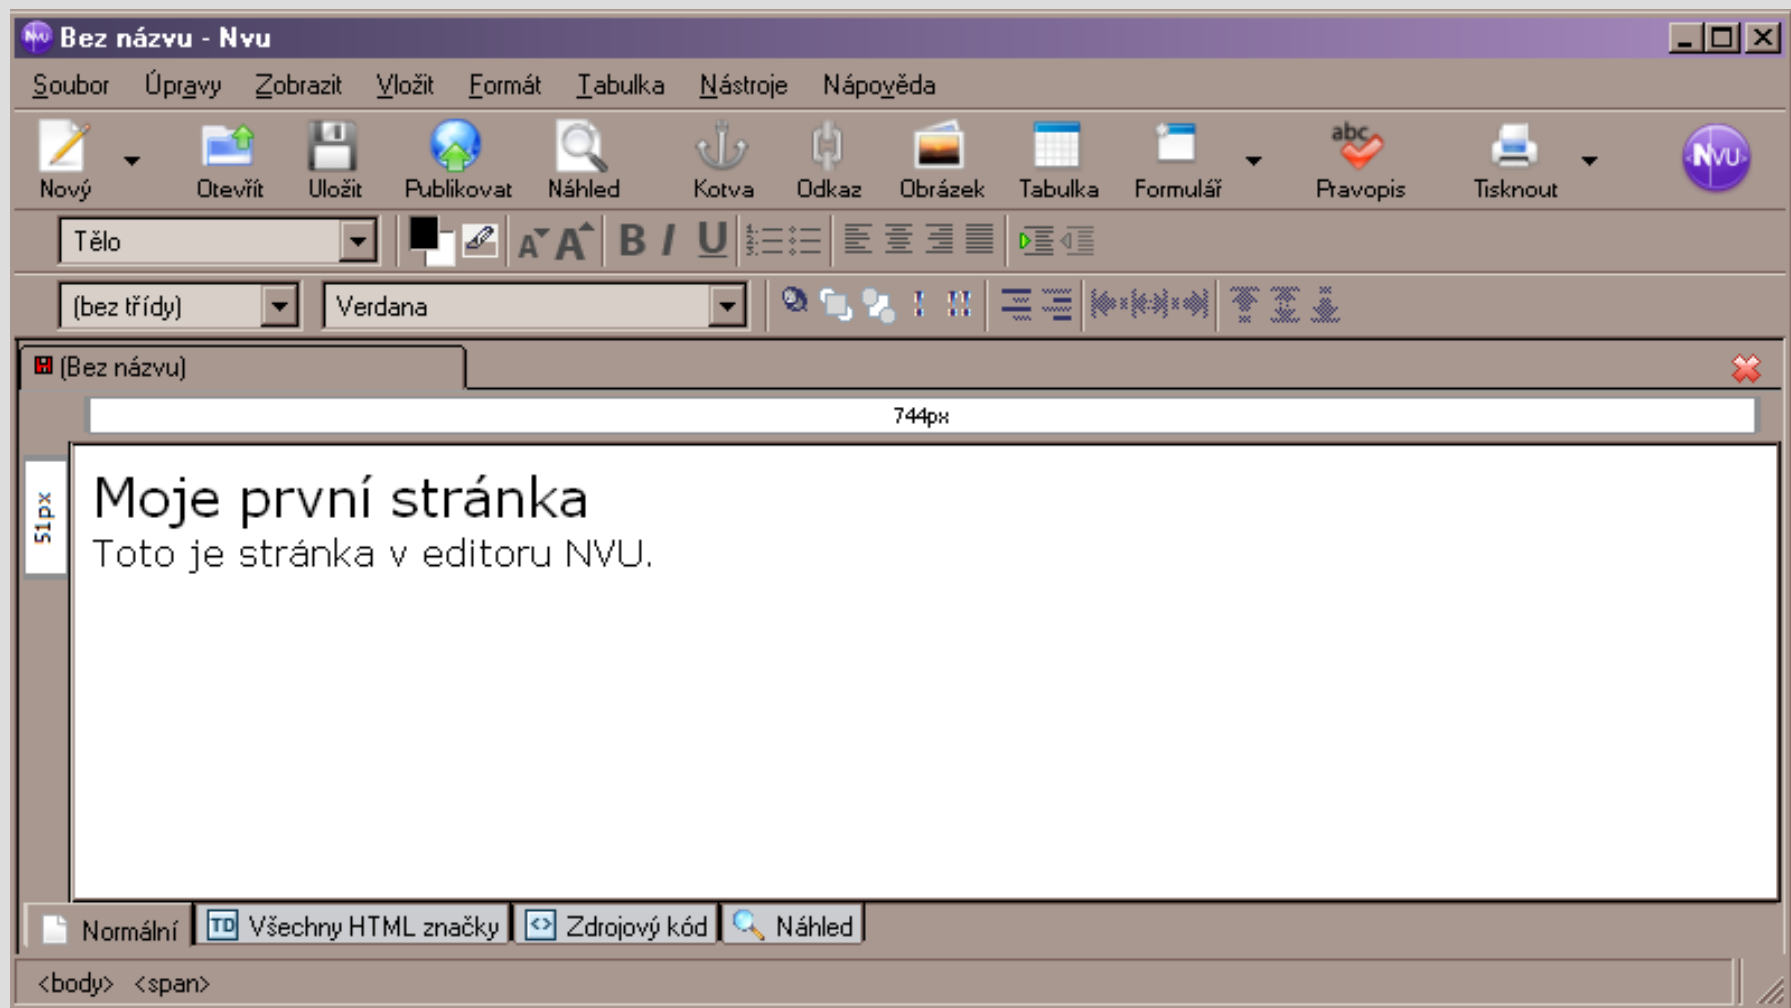 Bez názvu - Nvu
Soubor Úpravy Zobrazit Vložit Formát Tabulka Nástroje Nápověda
abc
NVU
Nový Otevřít Uložit Publikovat Náhled Kotva Odkaz Obrázek Tabulka Formulář Pravopis Tisknout
Tělo A A B I U
(bez třídy) Verdana
(Bez názvu)
744px
51px
Moje první stránka
Toto je stránka v editoru NVU.
Normální TD Všechny HTML značky <> Zdrojový kód Náhled
<body> <span>